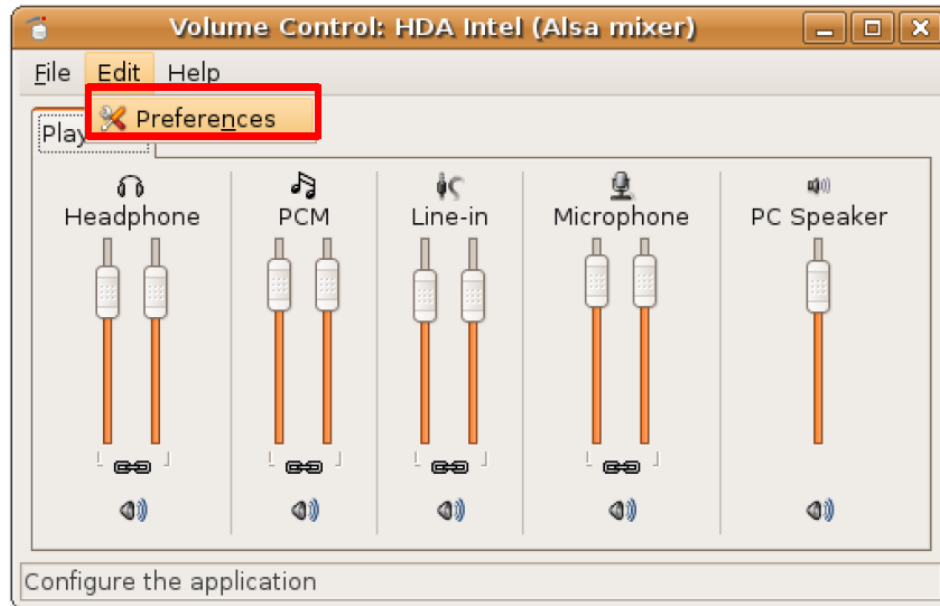 Volume Control: HDA Intel (Alsa mixer)
File Edit Help
Preferences
Play
Headphone PCM Line-in Microphone PC Speaker
Configure the application